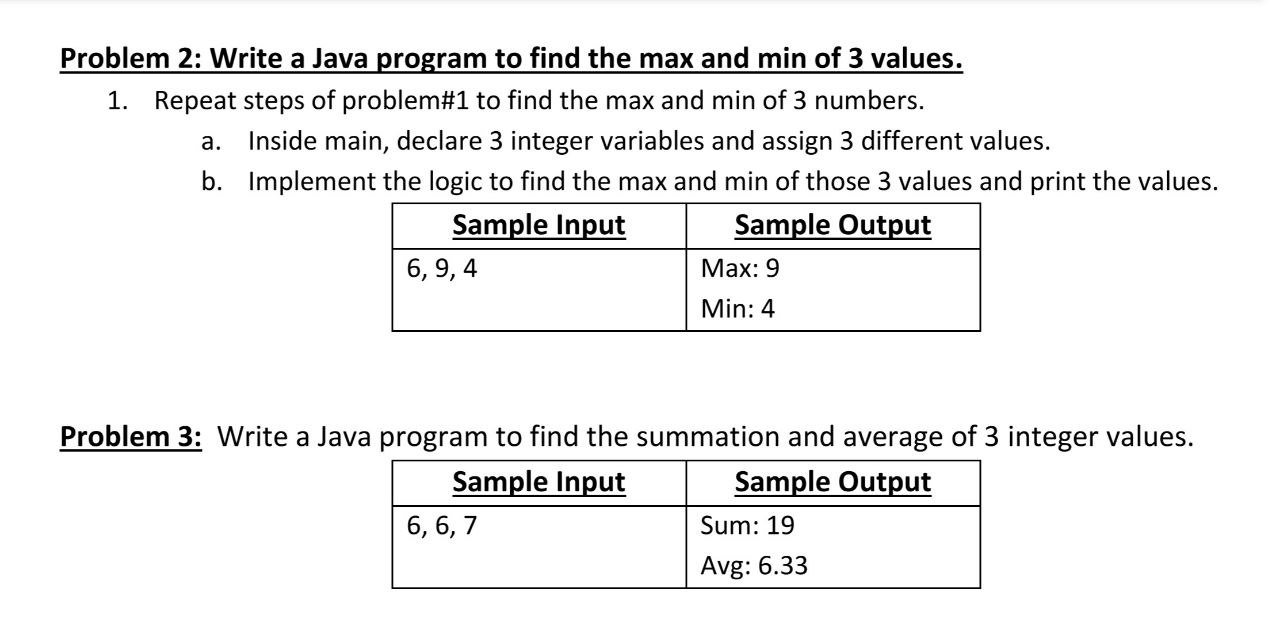 Problem 2: Write a Java program to find the max and min of 3 values.
1. Repeat steps of problem#1 to find the max and min of 3 numbers.
a. Inside main, declare 3 integer variables and assign 3 different values.
b. Implement the logic to find the max and min of those 3 values and print the values.
Sample Input Sample Output
6, 9, 4 Max: 9
Min: 4
Problem 3: Write a Java program to find the summation and average of 3 integer values.
Sample Input Sample Output
6, 6, 7 Sum: 19
Avg: 6.33